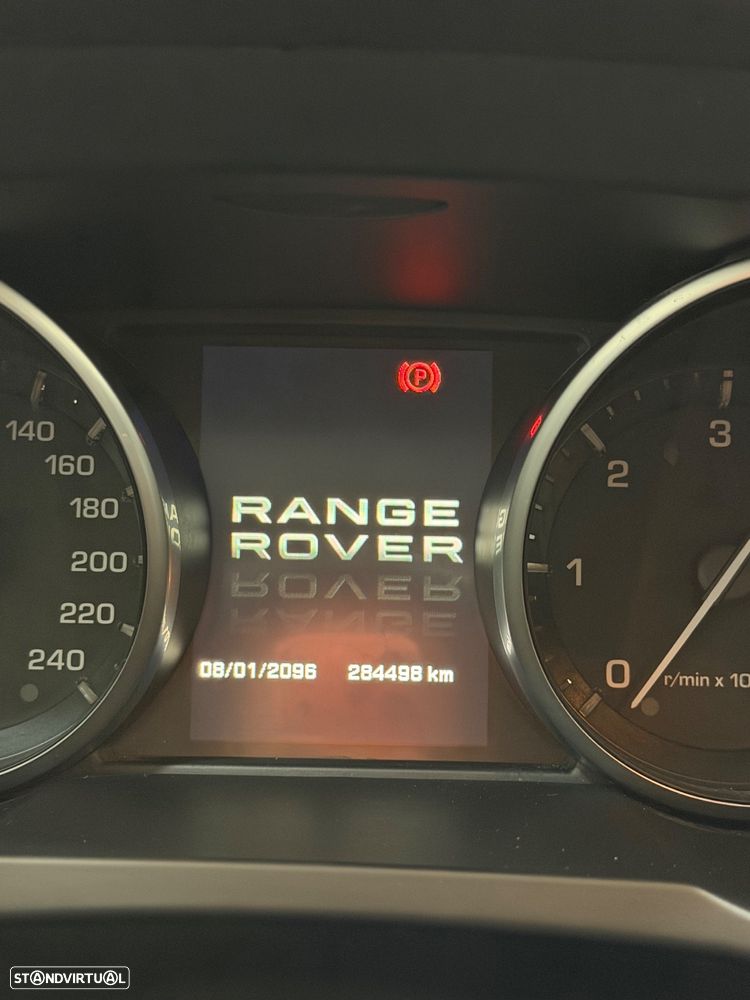 140
160
180
200
220
240
P
RANGE
ROVER
08/01/2096 284498 km
0
1
2
3
r/min x 10
STANDVIRTUAL